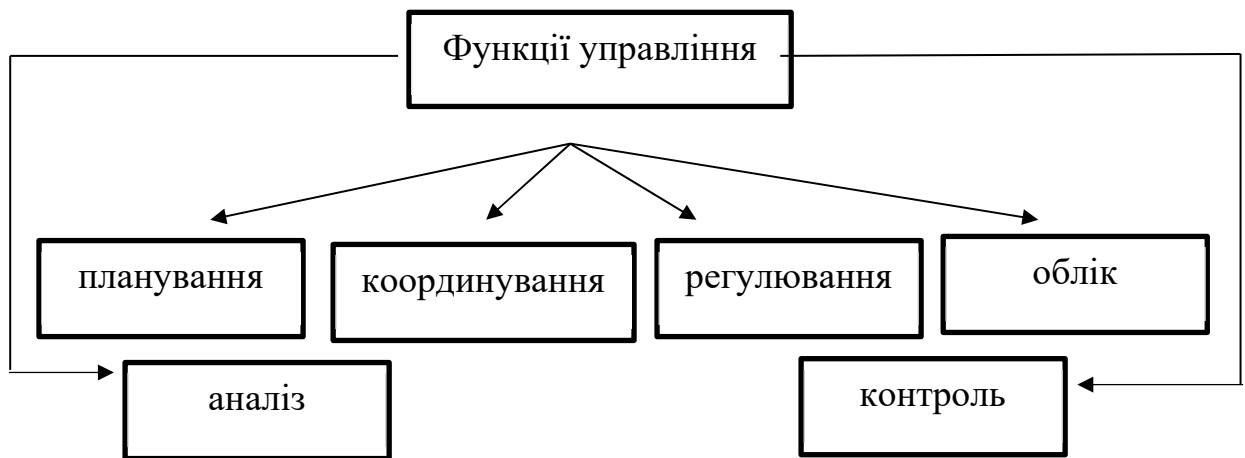 Функції управління
планування
координування
регулювання
облік
аналіз
контроль